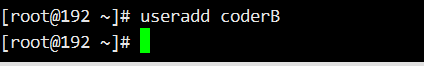 [root@192 ~]# useradd coderB
[root@192 ~]#